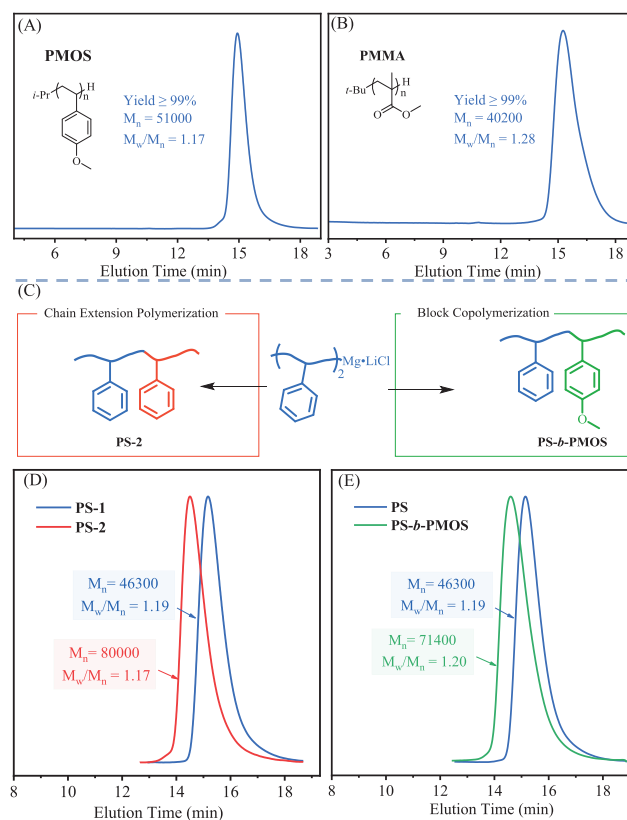 (A)
PMOS
i-Pr
H
n
O
Yield ≥ 99%
Mn = 51000
Mw/Mn = 1.17
6 9 12 15 18
Elution Time (min)
(B)
PMMA
t-Bu
H
n
O
O
Yield ≥ 99%
Mn = 40200
Mw/Mn = 1.28
3 6 9 12 15 18
Elution Time (min)
(C)
Chain Extension Polymerization
PS-2
2
Mg•LiCl
Block Copolymerization
O
PS-b-PMOS
(D)
PS-1
PS-2
Mn= 46300
Mw/Mn = 1.19
Mn= 80000
Mw/Mn = 1.17
8 10 12 14 16 18
Elution Time (min)
(E)
PS
PS-b-PMOS
Mn= 46300
Mw/Mn = 1.19
Mn= 71400
Mw/Mn = 1.20
8 10 12 14 16 18
Elution Time (min)